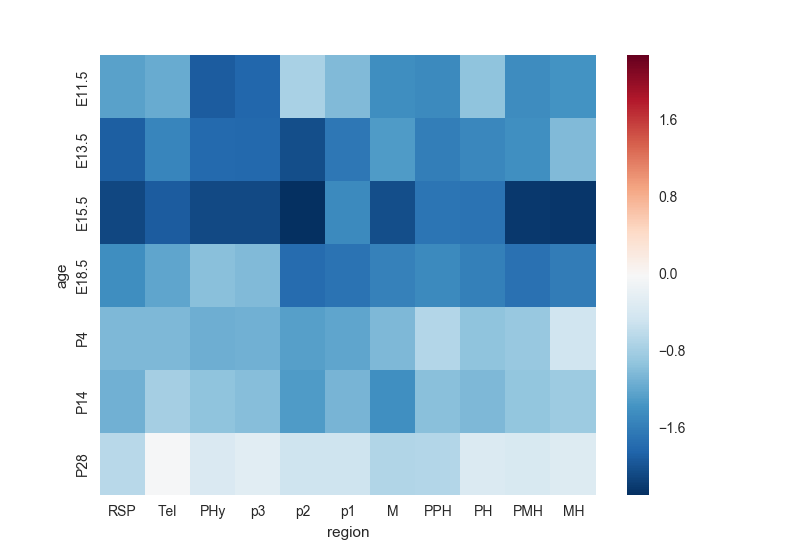 age
E11.5
E13.5
E15.5
E18.5
P4
P14
P28
RSP Tel PHy p3 p2 p1 M PPH PH PMH MH
region
1.6
0.8
0.0
−0.8
−1.6